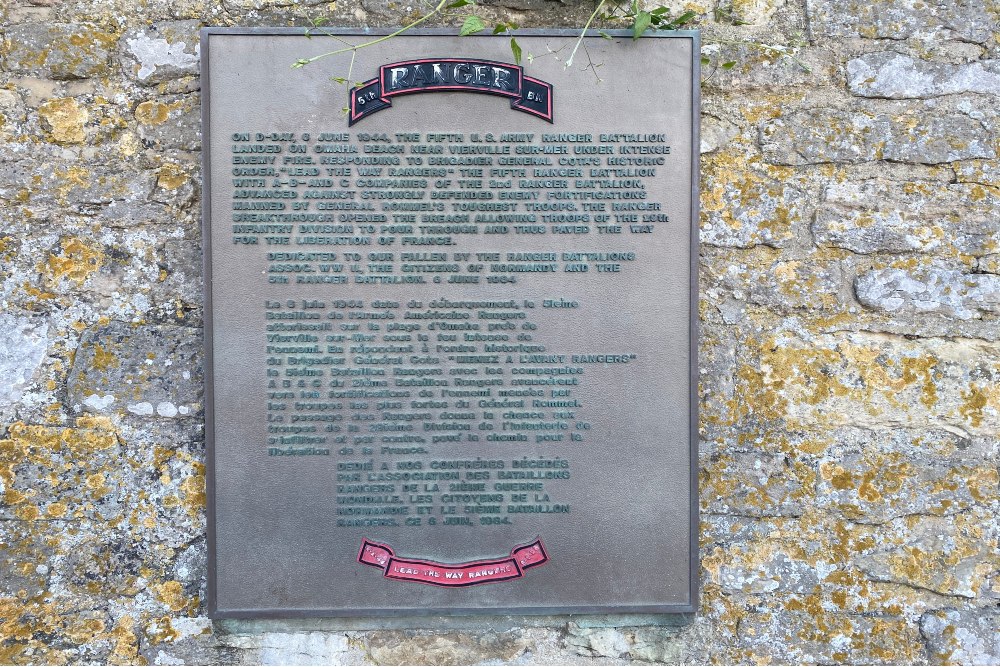 RANGER
5th BN.
ON D-DAY, 6 JUNE 1944, THE FIFTH U.S. ARMY RANGER BATTALION
LANDED ON OMAHA BEACH NEAR VIERVILLE SUR-MER UNDER INTENSE
ENEMY FIRE. RESPONDING TO BRIGADIER GENERAL COTA'S HISTORIC
ORDER, "LEAD THE WAY RANGERS" THE FIFTH RANGER BATTALION
WITH A-B-AND C COMPANIES OF THE 2nd RANGER BATTALION,
ADVANCED AGAINST STRONGLY DEFENDED ENEMY FORTIFICATIONS
MANNED BY GENERAL ROMMEL'S TOUGHEST TROOPS. THE RANGER
BREAKTHROUGH OPENED THE BREACH ALLOWING TROOPS OF THE 29th
INFANTRY DIVISION TO POUR THROUGH AND THUS PAVED THE WAY
FOR THE LIBERATION OF FRANCE.
DEDICATED TO OUR FALLEN BY THE RANGER BATTALIONS
ASSOC. WW II, THE CITIZENS OF NORMANDY AND THE
5th RANGER BATTALION. 6 JUNE 1994
Le 6 juin 1944 date du débarquement, le 5ième
Bataillon de l'Armée Américaine Rangers
atterissait sur la plage d'Omaha près de
Vierville sur-Mer sous le feu intense de
l'ennemi. En répondant à l'ordre historique
du Brigadier Général Cota "MENEZ A L'AVANT RANGERS"
le 5ième Bataillon Rangers avec les compagnies
A B & C du 2ième Bataillon Rangers avancèrent
vers les fortifications de l'ennemi menées par
les troupes les plus fortes du Général Rommel.
Le passage des Rangers donna la chance aux
troupes de la 29ième Division de l'Infanterie de
s'infiltrer et par contre, pavé le chemin pour la
libération de la France.
DEDIÉ A NOS CONFRÈRES DÉCÉDÉS
PAR L'ASSOCIATION DES BATAILLONS
RANGERS DE LA 2IÈME GUERRE
MONDIALE, LES CITOYENS DE LA
NORMANDIE ET LE 5IÈME BATAILLON
RANGERS, CE 6 JUIN, 1994.
LEAD THE WAY RANGERS